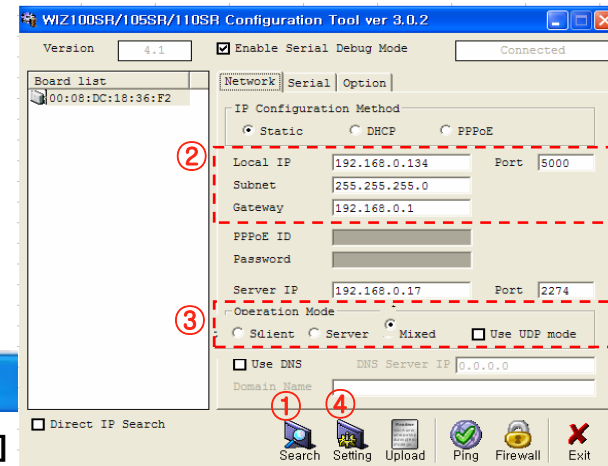 WIZ100SR/105SR/110SR Configuration Tool ver 3.0.2
Version 4.1 Enable Serial Debug Mode Connected
Board list
00:08:DC:18:36:F2
Network Serial Option
IP Configuration Method
Static DHCP PPPoE
②
Local IP 192.168.0.134 Port 5000
Subnet 255.255.255.0
Gateway 192.168.0.1
PPPoE ID
Password
Server IP 192.168.0.17 Port 2274
Operation Mode
③
Slient Server Mixed Use UDP mode
Use DNS DNS Server IP 0.0.0.0
Domain Name
① ④
Direct IP Search
]
Search Setting Upload Ping Firewall Exit